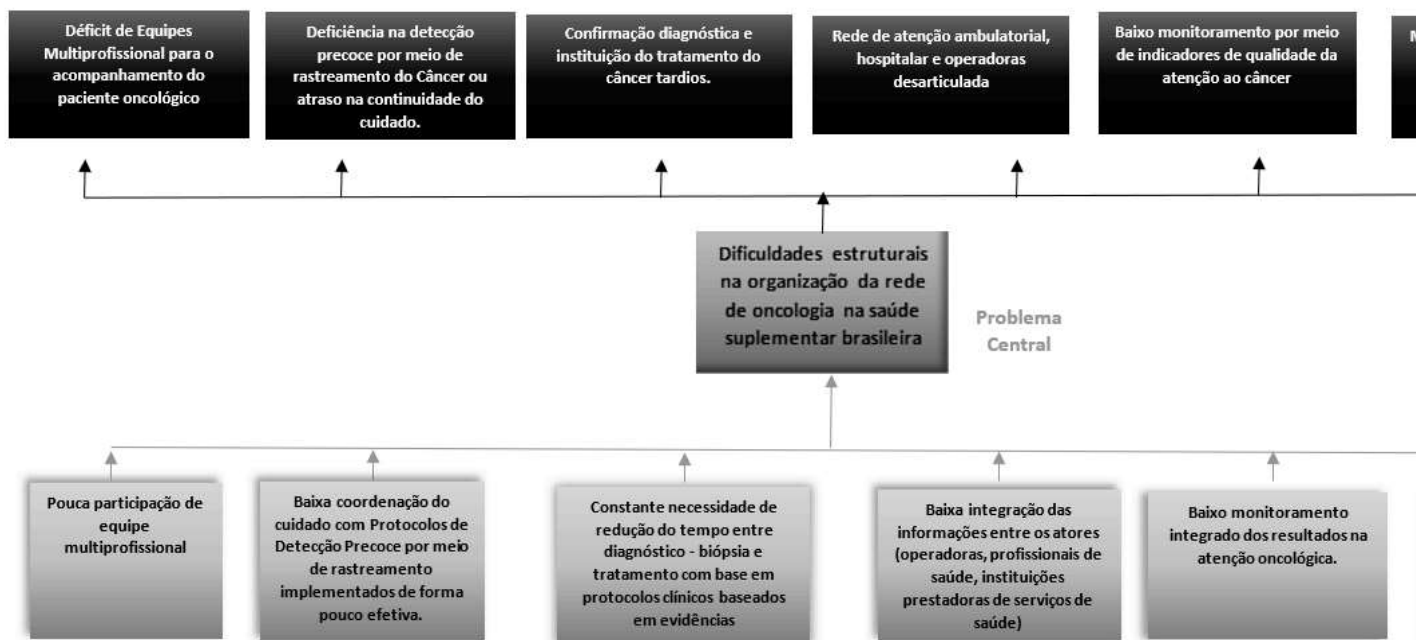 Déficit de Equipes
Multiprofissional para o
acompanhamento do
paciente oncológico
Deficiência na detecção
precoce por meio de
rastreamento do Câncer ou
atraso na continuidade do
cuidado.
Confirmação diagnóstica e
instituição do tratamento do
câncer tardios.
Rede de atenção ambulatorial,
hospitalar e operadoras
desarticulada
Baixo monitoramento por meio
de indicadores de qualidade da
atenção ao câncer
Dificuldades estruturais
na organização da rede
de oncologia na saúde
suplementar brasileira
Problema
Central
Pouca participação de
equipe
multiprofissional
Baixa coordenação do
cuidado com Protocolos de
Detecção Precoce por meio
de rastreamento
implementados de forma
pouco efetiva.
Constante necessidade de
redução do tempo entre
diagnóstico - biópsia e
tratamento com base em
protocolos clínicos baseados
em evidências
Baixa integração das
informações entre os atores
(operadoras, profissionais de
saúde, instituições
prestadoras de serviços de
saúde)
Baixo monitoramento
integrado dos resultados na
atenção oncológica.